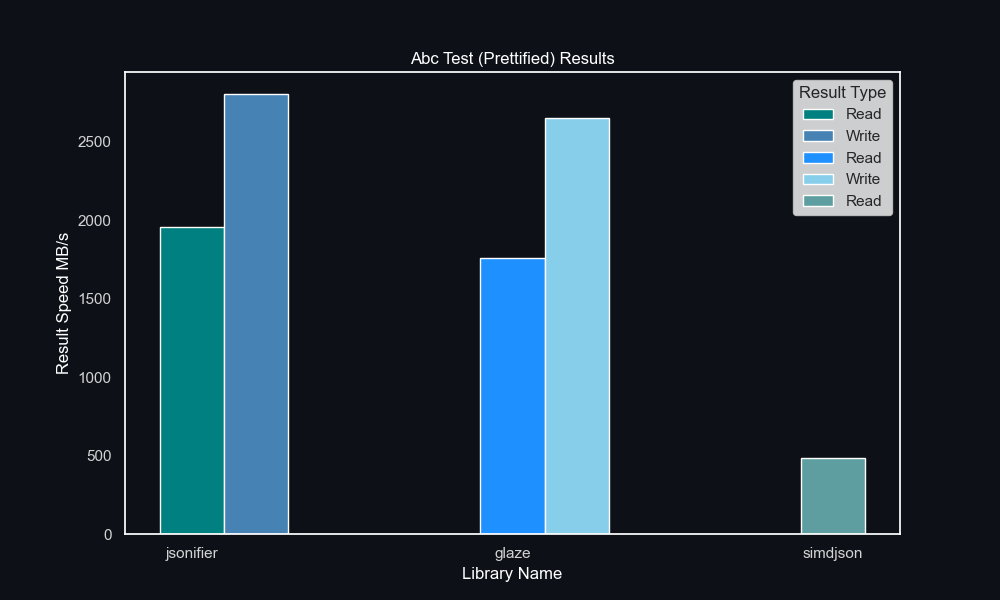 Abc Test (Prettified) Results
Result Type
Read
Write
Read
Write
Read
Result Speed MB/s
2500
2000
1500
1000
500
0
jsonifier
glaze
simdjson
Library Name